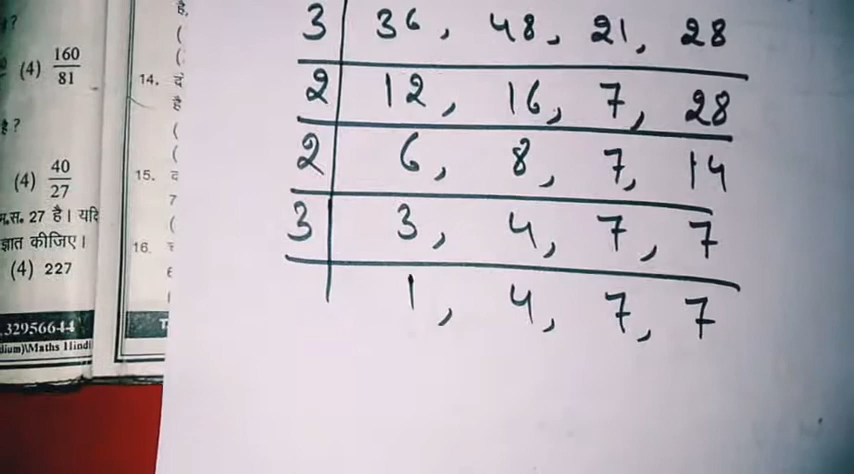 3 36, 48, 21, 28
2 12, 16, 7, 28
2 6, 8, 7, 14
3 3, 4, 7, 7
1, 4, 7, 7
है?
(4) 160/81
है?
(4) 40/27
म.स. 27 है। यदि
ज्ञात कीजिए।
(4) 227
32956644
dium)\Maths Hindi
है,
14.
है
15.
7
16.